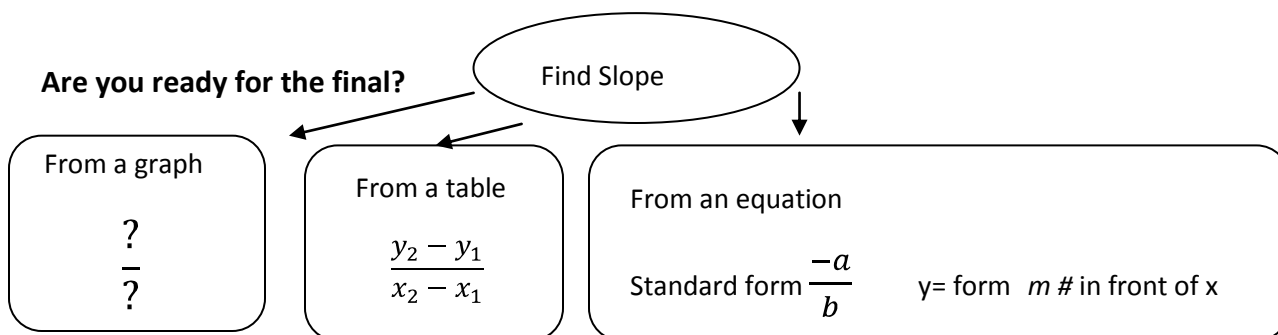 Are you ready for the final?
Find Slope
From a graph
?
?
From a table
y₂ − y₁
x₂ − x₁
From an equation
Standard form −a/b y= form m # in front of x